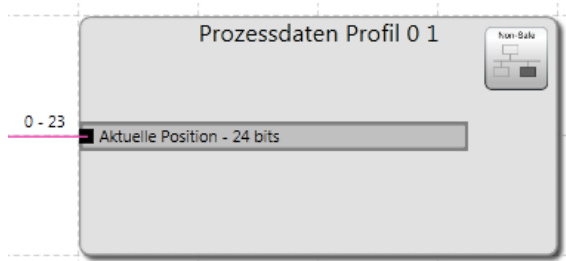 Prozessdaten Profil 0 1
Non-Safe
0 - 23
Aktuelle Position - 24 bits